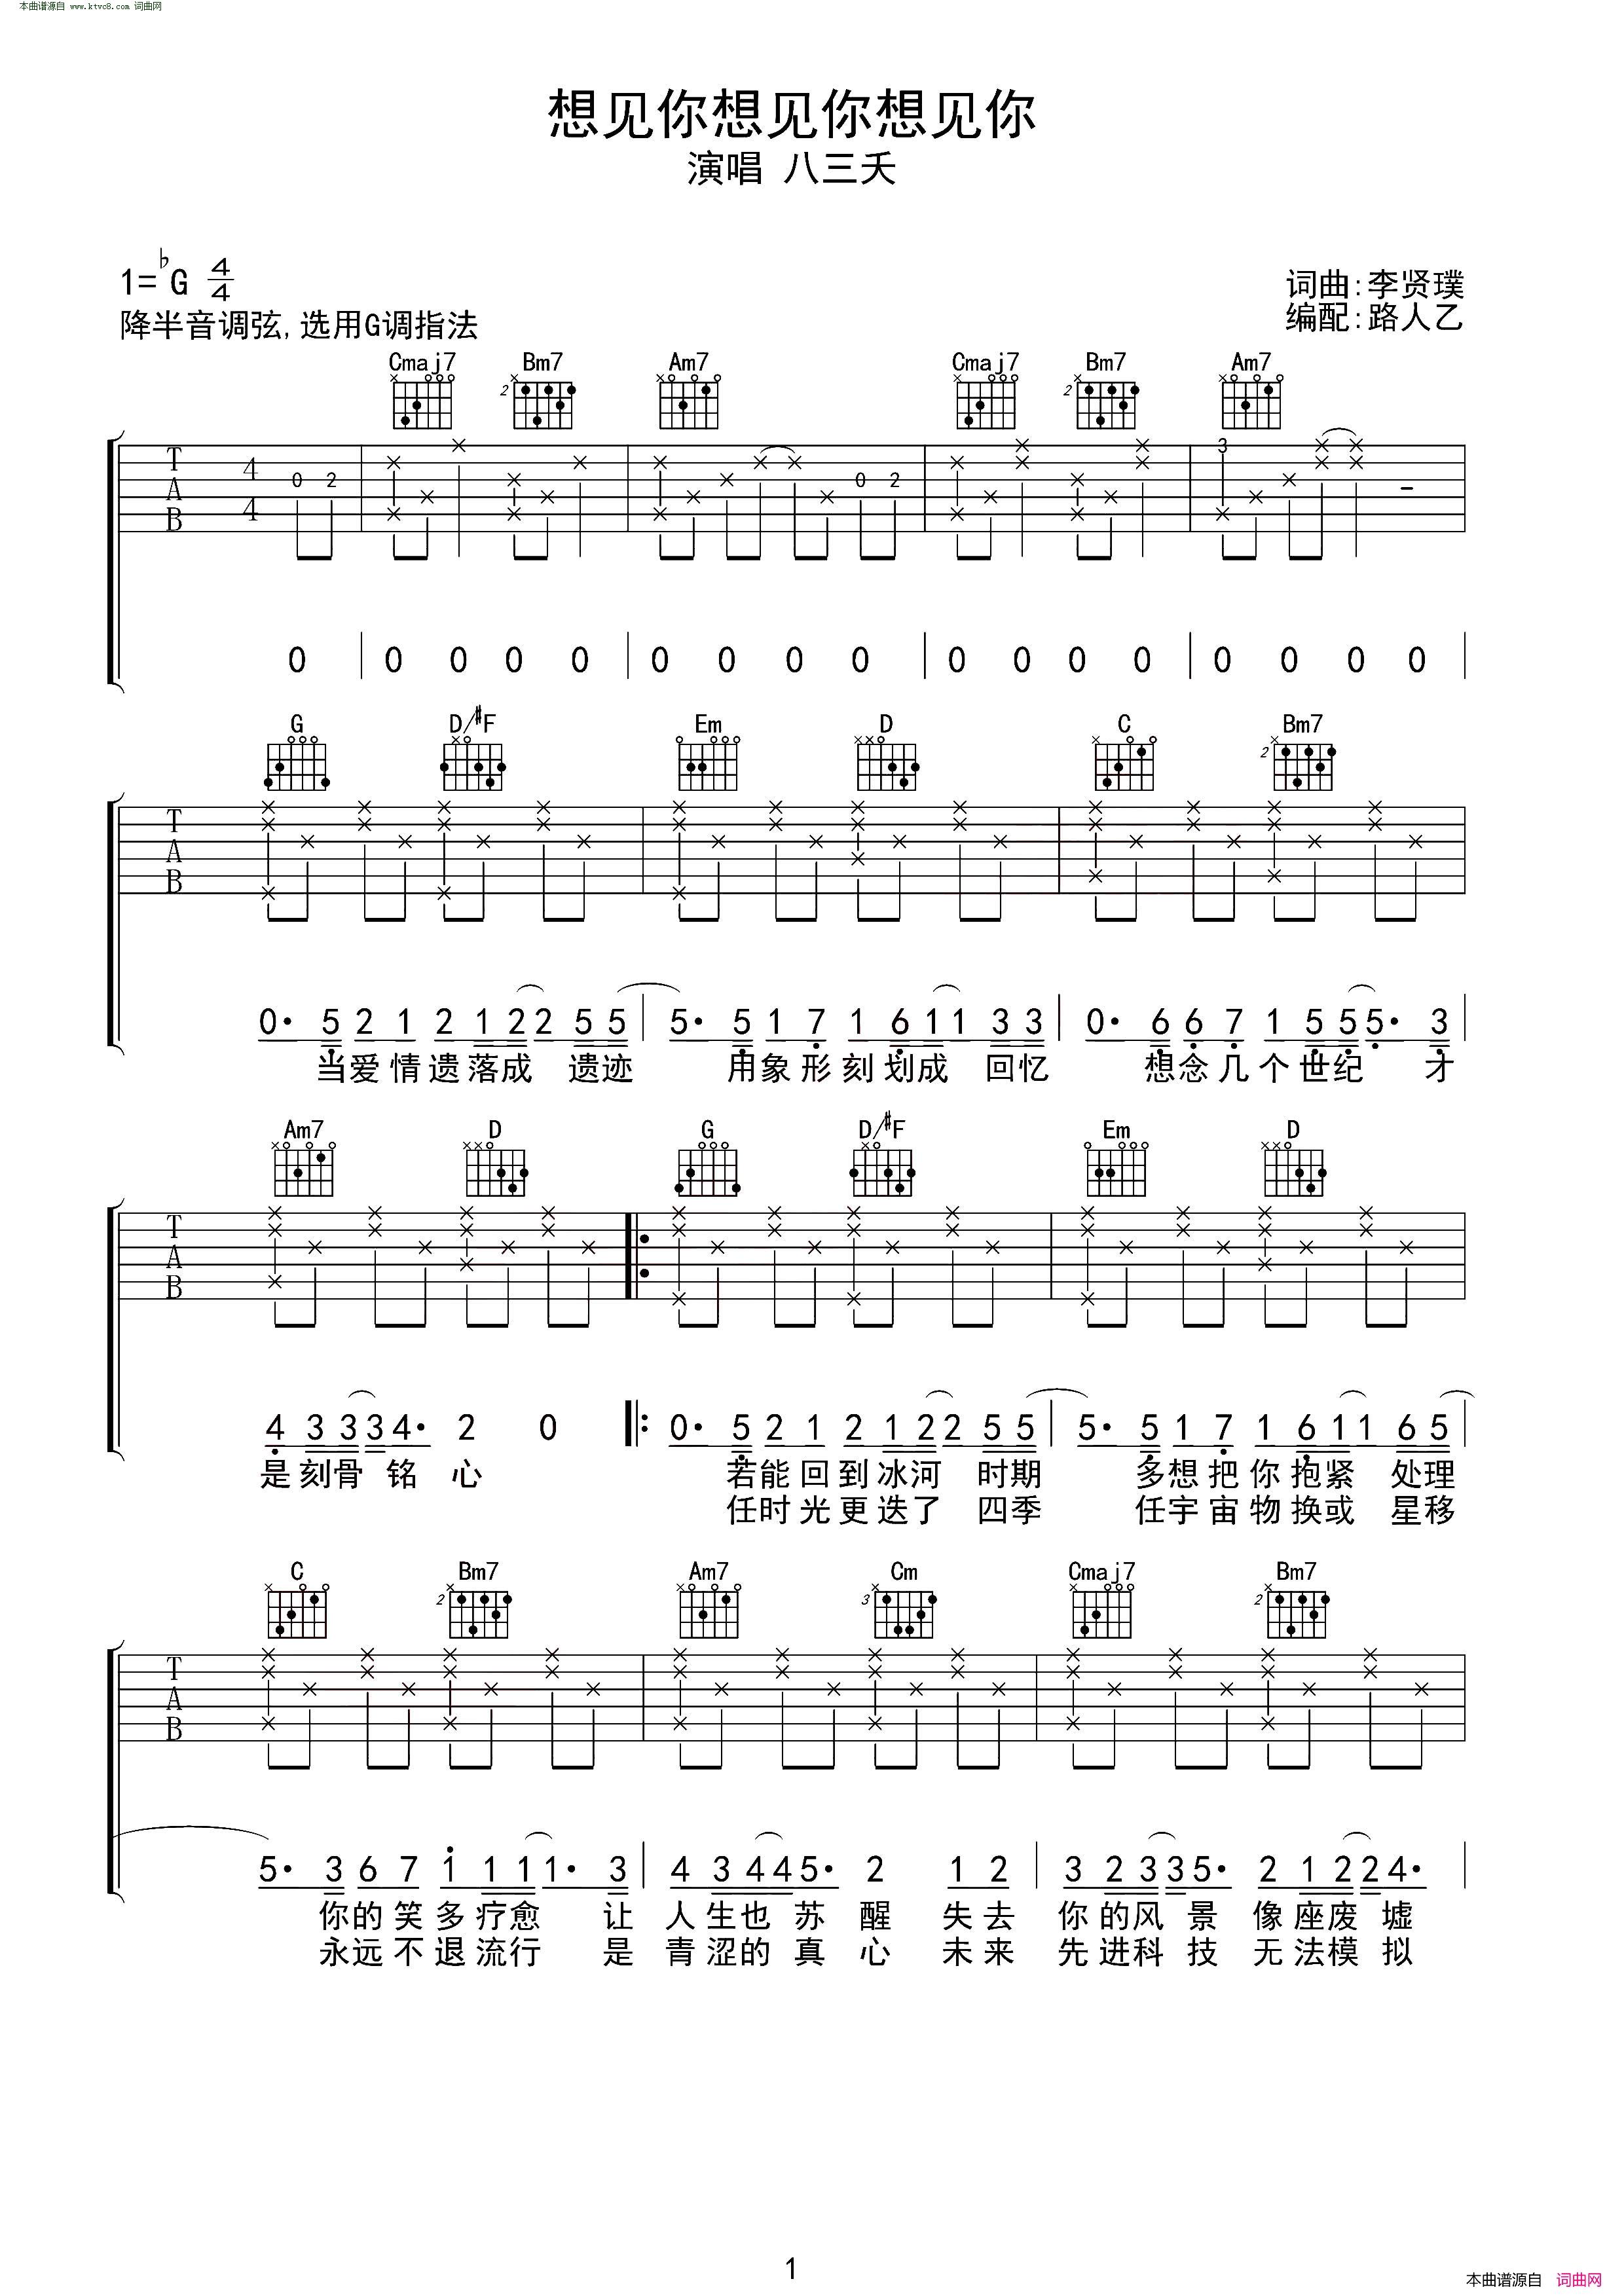 本曲谱源自 www.ktvc8.com 词曲网
想见你想见你想见你
演唱 八三夭
1=♭G 4/4
词曲:李贤璞
降半音调弦,选用G调指法
编配:路人乙
Cmaj7 Bm7 Am7 Cmaj7 Bm7 Am7
2 2
3
T A B 4 4 0 2 0 2
0 0 0 0 0 0 0 0 0 0 0 0 0 0 0 0 0
G D/#F Em D C Bm7
2
T A B
0· 5 2 1 2 1 2 2 5 5 5· 5 1 7 1 6 1 1 3 3 0· 6 6 7 1 5 5 5· 3
当爱情遗落成 遗迹 用象形刻划成 回忆 想念几个世纪 才
Am7 D G D/#F Em D
T A B
4 3 3 3 4· 2 0 0· 5 2 1 2 1 2 2 5 5 5· 5 1 7 1 6 1 1 6 5
是刻骨 铭 心 若能回到冰河 时期 多想把你抱紧 处理
任时光更迭了 四季 任宇宙物换或 星移
C Bm7 Am7 Cm Cmaj7 Bm7
2 3 2
T A B
5· 3 6 7 1 1 1 1· 3 4 3 4 4 5· 2 1 2 3 2 3 3 5· 2 1 2 2 4·
你的笑多疗愈 让 人生也 苏 醒 失去 你的风 景 像座废 墟
永远不退流行 是 青涩的 真 心 未来 先进科 技 无法模 拟
1
本曲谱源自 词曲网